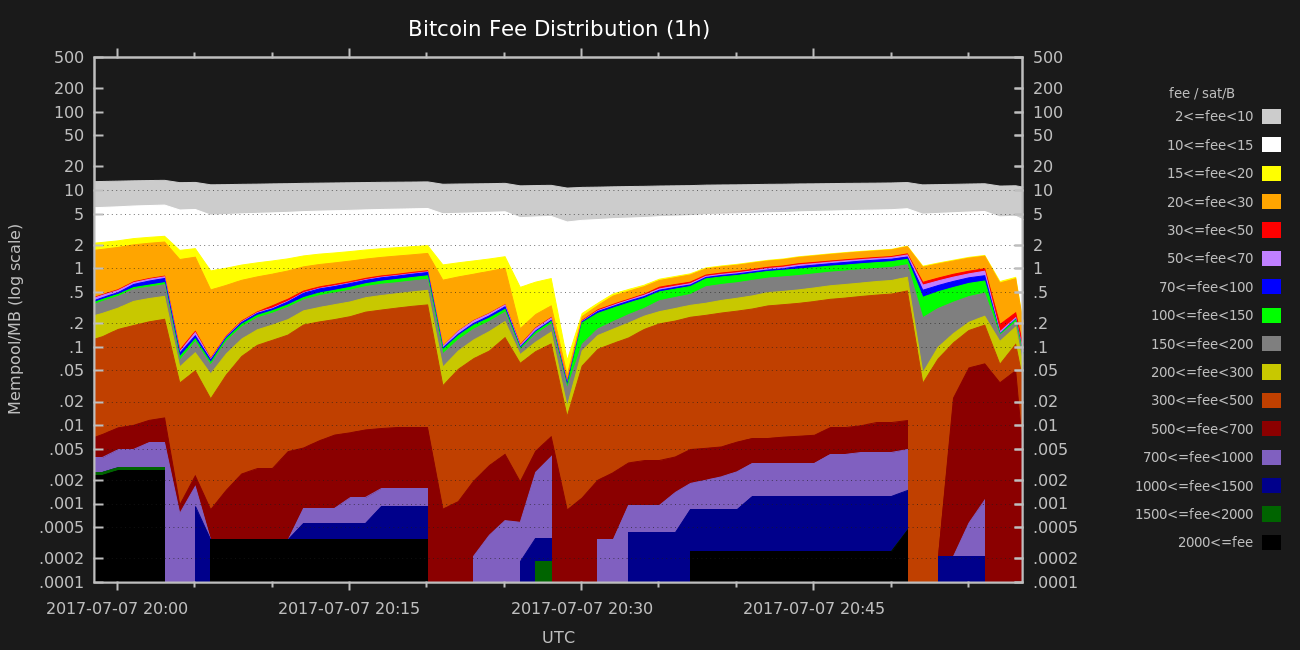 Bitcoin Fee Distribution (1h)
500 500
200 200
100 100
50 50
20 20
10 10
5 5
2 2
1 1
.5 .5
.2 .2
.1 .1
.05 .05
.02 .02
.01 .01
.005 .005
.002 .002
.001 .001
.0005 .0005
.0002 .0002
.0001 .0001
Mempool/MB (log scale)
2017-07-07 20:00 2017-07-07 20:15 2017-07-07 20:30 2017-07-07 20:45
UTC
fee / sat/B
2<=fee<10
10<=fee<15
15<=fee<20
20<=fee<30
30<=fee<50
50<=fee<70
70<=fee<100
100<=fee<150
150<=fee<200
200<=fee<300
300<=fee<500
500<=fee<700
700<=fee<1000
1000<=fee<1500
1500<=fee<2000
2000<=fee